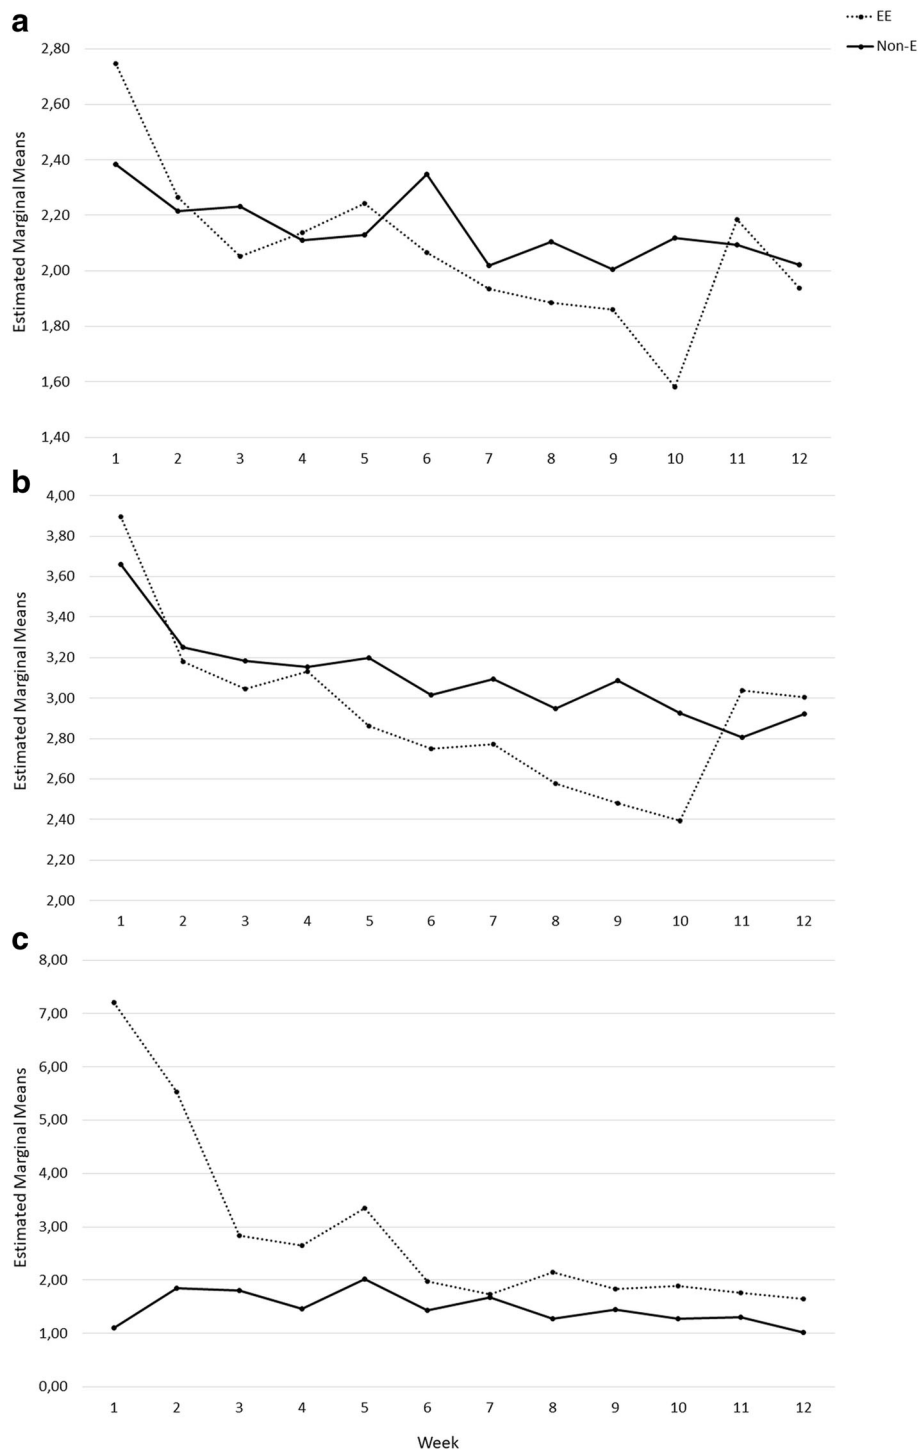 a
EE
Non-E
2,80
2,60
2,40
2,20
2,00
1,80
1,60
1,40
Estimated Marginal Means
1 2 3 4 5 6 7 8 9 10 11 12
b
4,00
3,80
3,60
3,40
3,20
3,00
2,80
2,60
2,40
2,20
2,00
Estimated Marginal Means
1 2 3 4 5 6 7 8 9 10 11 12
c
8,00
7,00
6,00
5,00
4,00
3,00
2,00
1,00
0,00
Estimated Marginal Means
1 2 3 4 5 6 7 8 9 10 11 12
Week